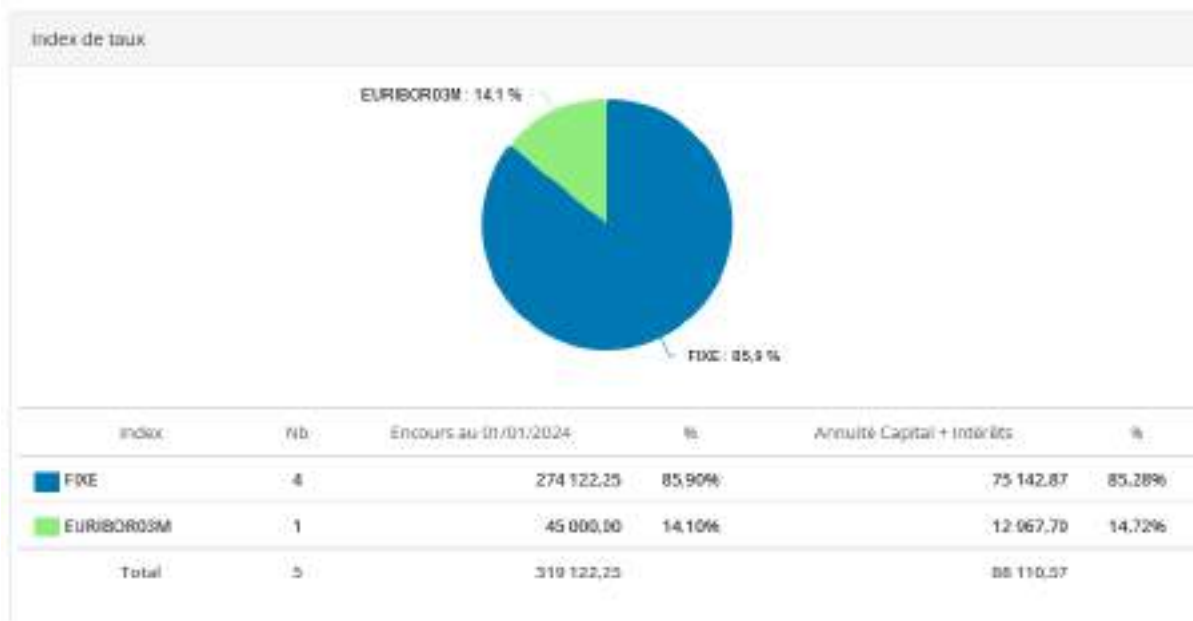 Index de taux
EURIBOR03M : 14,1 %
FIXE : 85,9 %
Index Nb Encours au 01/01/2024 % Annuité Capital + Intérêts %
FIXE 4 274 122,25 85,90% 75 142,87 85,28%
EURIBOR03M 1 45 000,00 14,10% 12 967,70 14,72%
Total 5 319 122,25 88 110,57